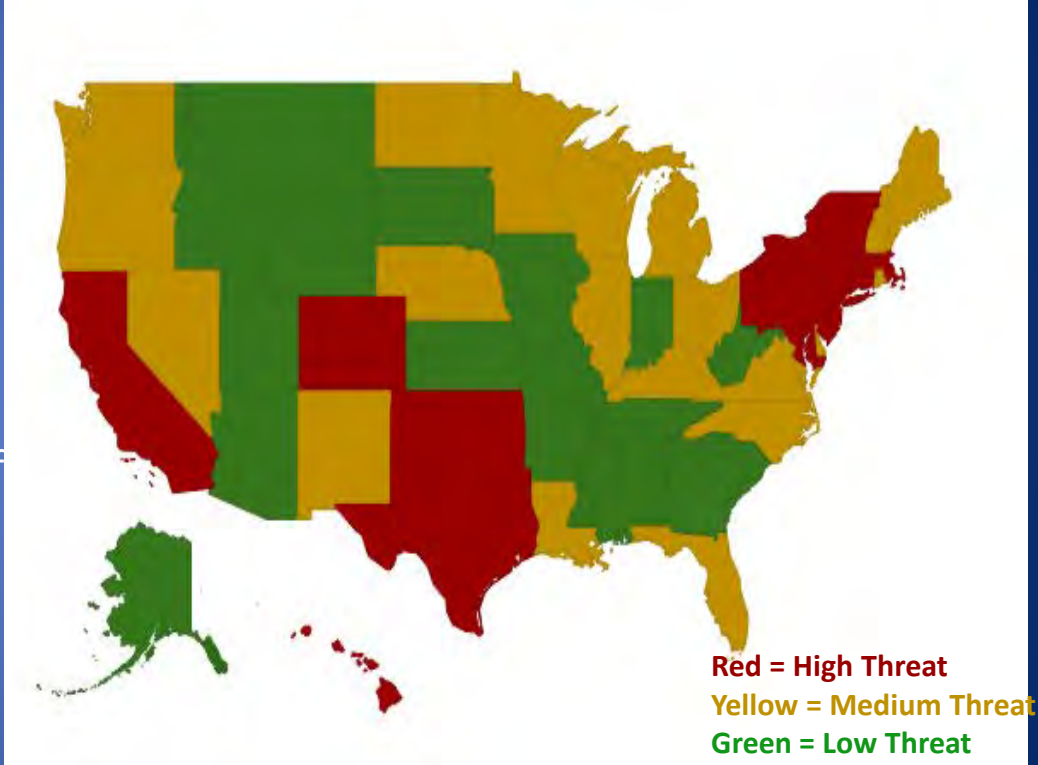 Red = High Threat
Yellow = Medium Threat
Green = Low Threat